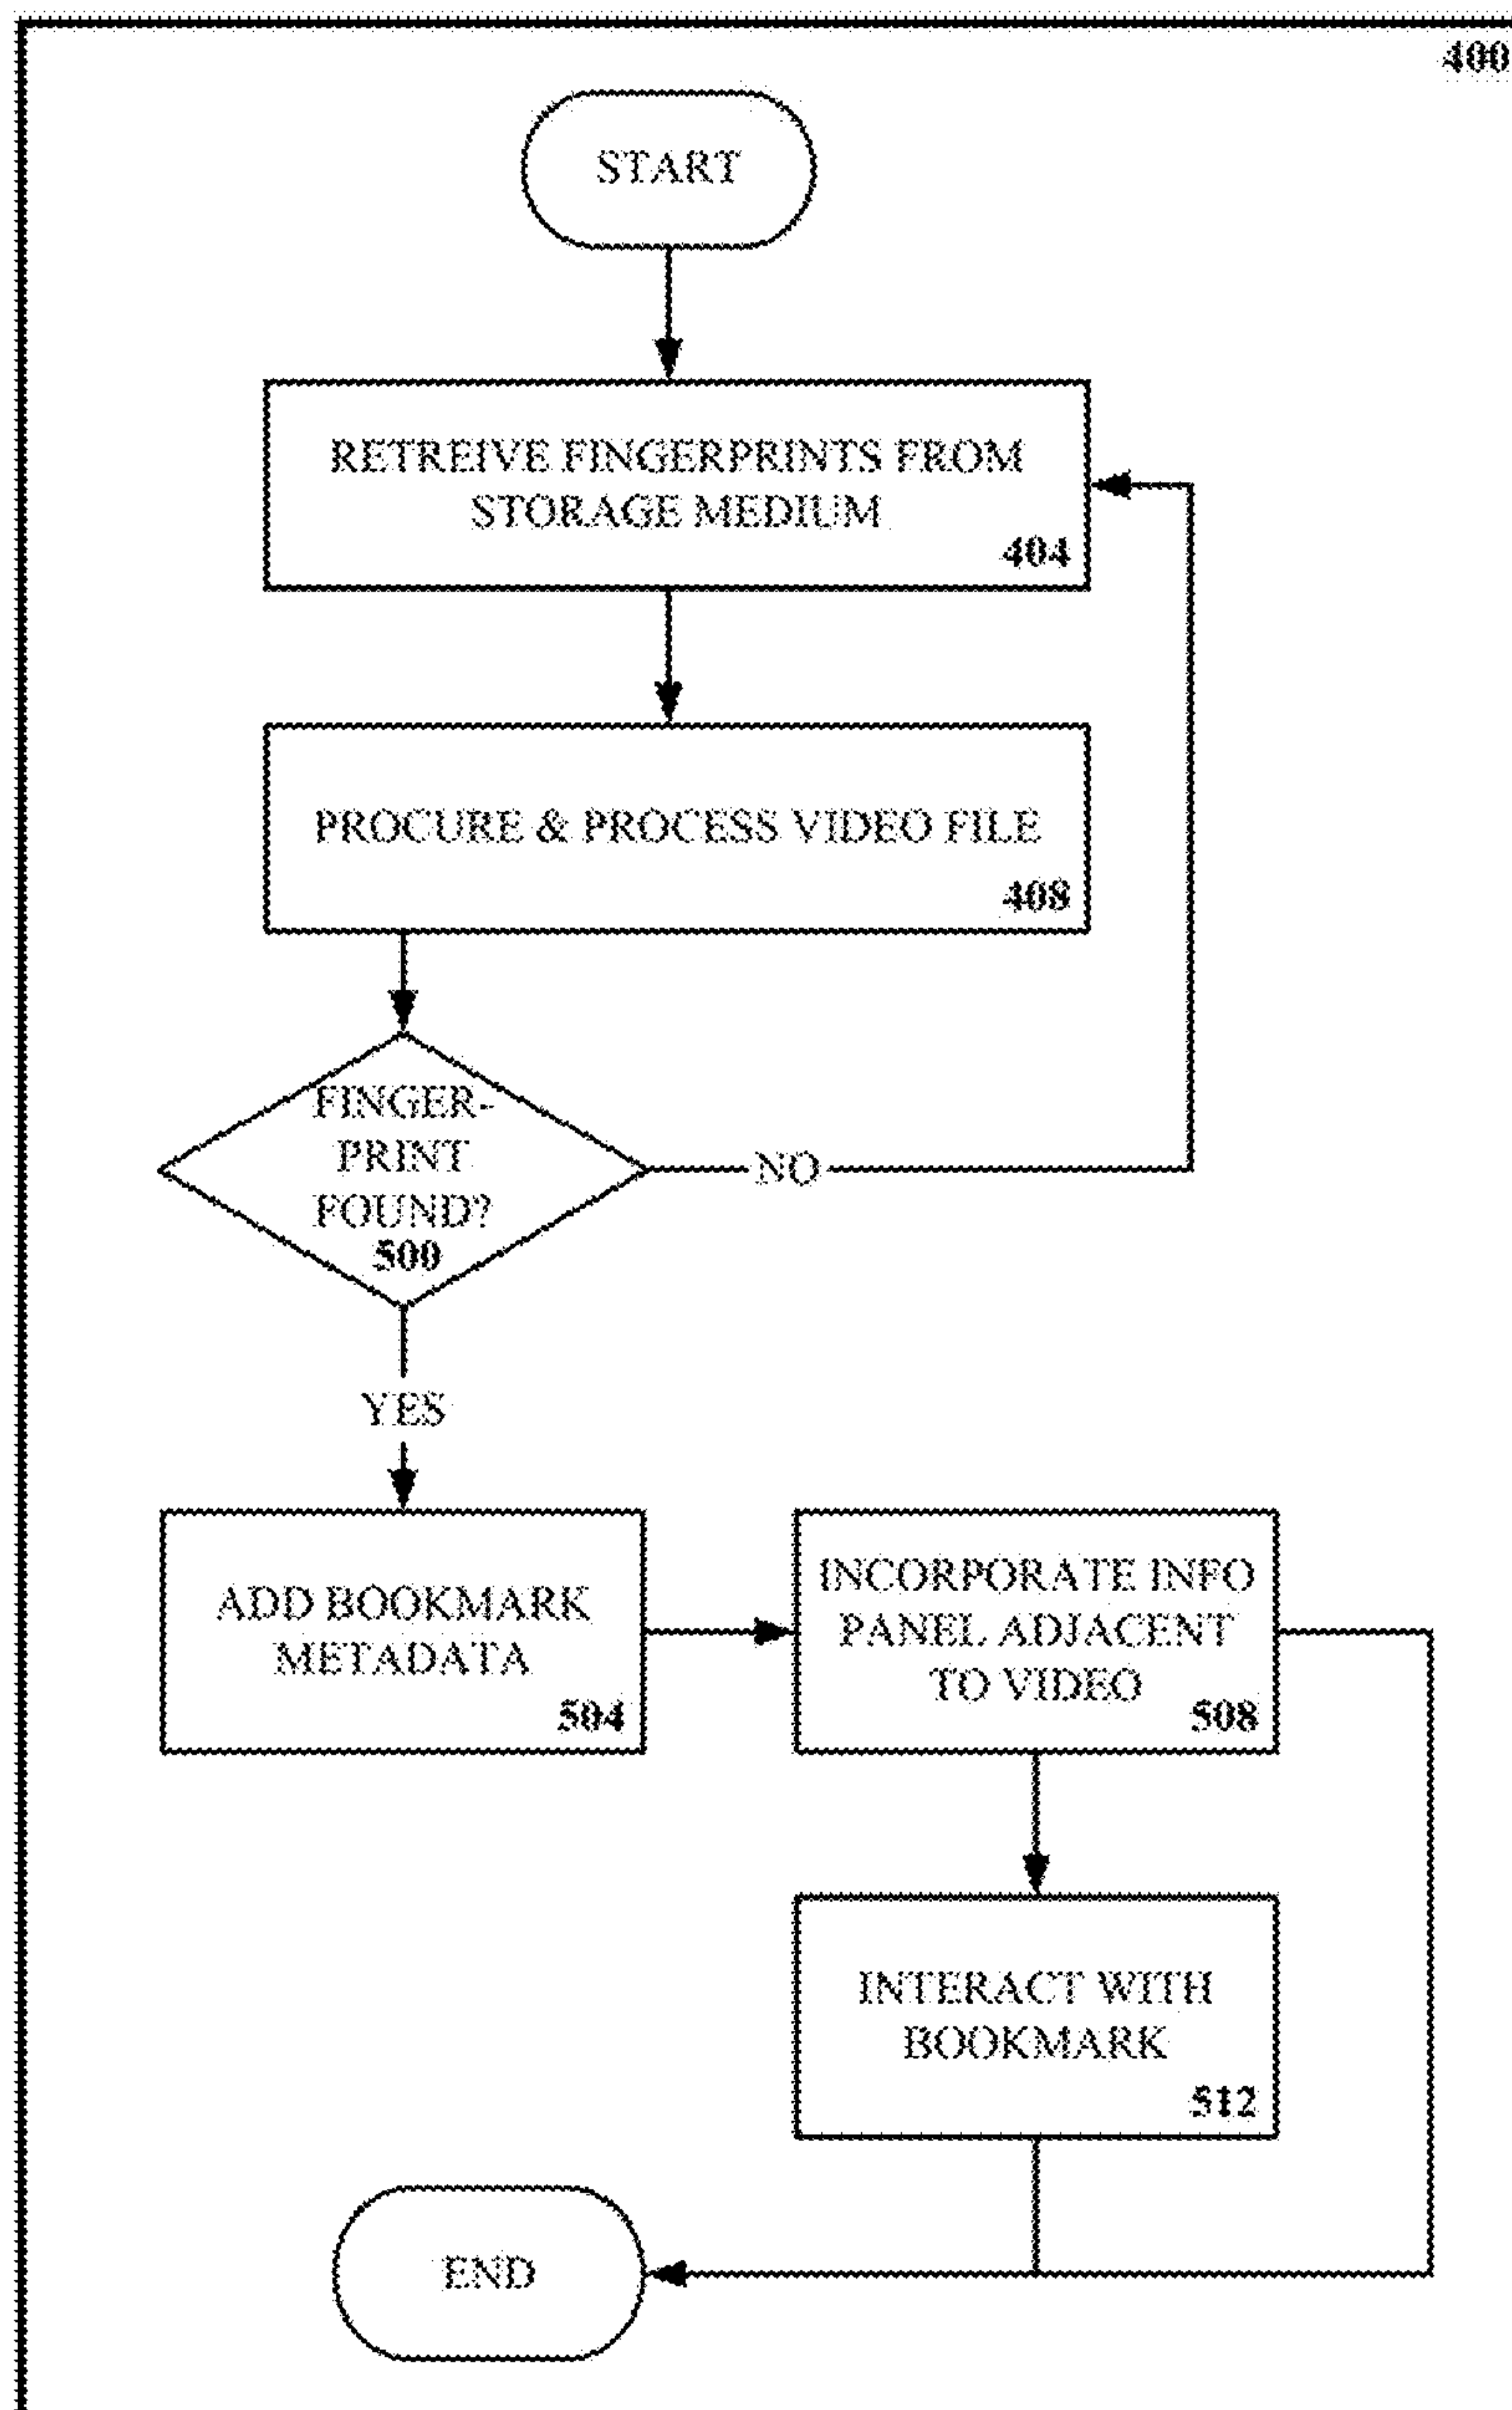 400
START
RETREIVE FINGERPRINTS FROM
STORAGE MEDIUM
404
PROCURE & PROCESS VIDEO FILE
408
FINGER-
PRINT
FOUND?
500
NO
YES
ADD BOOKMARK
METADATA
504
INCORPORATE INFO
PANEL ADJACENT
TO VIDEO
508
INTERACT WITH
BOOKMARK
512
END